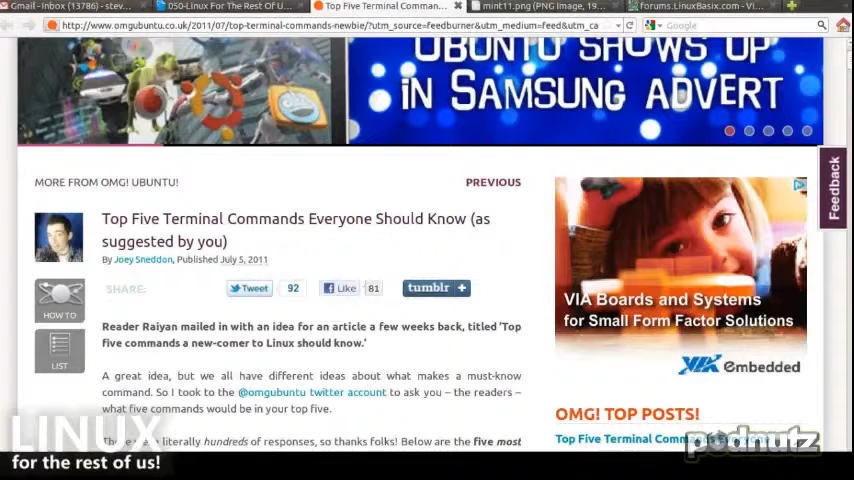 Gmail - Inbox (13786) - stev...
050-Linux For The Rest Of U...
Top Five Terminal Comman...
mint11.png (PNG Image, 19...
forums.LinuxBasix.com - Vi...
http://www.omgubuntu.co.uk/2011/07/top-terminal-commands-newbie/?utm_source=feedburner&utm_medium=feed&utm_ca
Google
UBUNTU SHOWS UP
IN SAMSUNG ADVERT
Feedback
MORE FROM OMG! UBUNTU!
PREVIOUS
Top Five Terminal Commands Everyone Should Know (as
suggested by you)
By Joey Sneddon, Published July 5, 2011
SHARE:
Tweet
92
Like
81
tumblr +
HOW TO
LIST
Reader Raiyan mailed in with an idea for an article a few weeks back, titled 'Top
five commands a new-comer to Linux should know.'
A great idea, but we all have different ideas about what makes a must-know
command. So I took to the @omgubuntu twitter account to ask you – the readers –
what five commands would be in your top five.
were literally hundreds of responses, so thanks folks! Below are the five most
VIA Boards and Systems
for Small Form Factor Solutions
VIA Embedded
OMG! TOP POSTS!
Top Five Terminal Commands Everyone
podnutz
LINUX
for the rest of us!